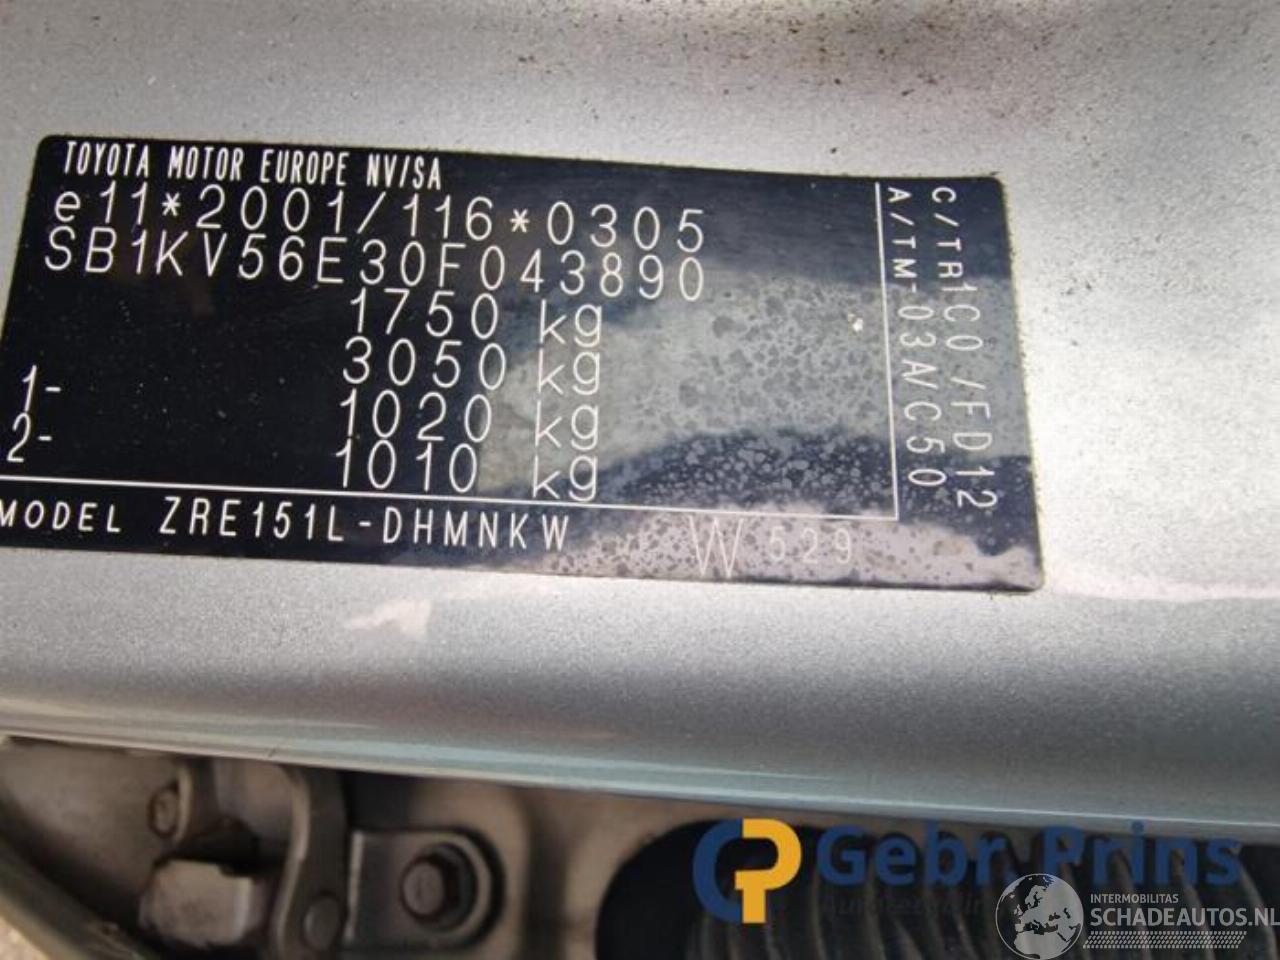 TOYOTA MOTOR EUROPE NV/SA
e11*2001/116*0305
SB1KV56E30F043890
1750 kg
3050 kg
1- 1020 kg
2- 1010 kg
MODEL ZRE151L-DHMNKW
W 529
C/TR1C0 /FD12
A/TM-03A/C50
Gebr. Prins
Autorecycling
INTERMOBILITAS
SCHADEAUTOS.NL